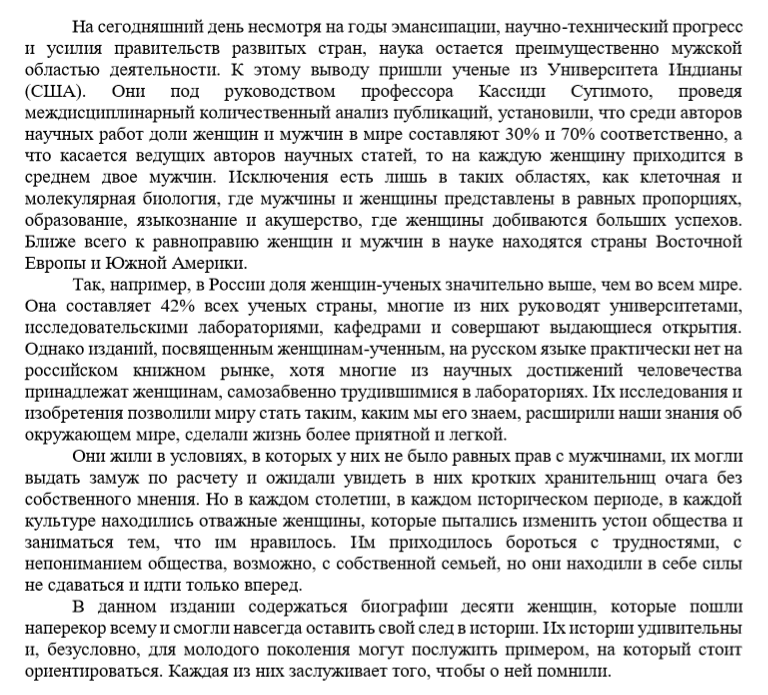 На сегодняшний день несмотря на годы эмансипации, научно-технический прогресс
и усилия правительств развитых стран, наука остается преимущественно мужской
областью деятельности. К этому выводу пришли ученые из Университета Индианы
(США). Они под руководством профессора Кассиди Сугимото, проведя
междисциплинарный количественный анализ публикаций, установили, что среди авторов
научных работ доли женщин и мужчин в мире составляют 30% и 70% соответственно, а
что касается ведущих авторов научных статей, то на каждую женщину приходится в
среднем двое мужчин. Исключения есть лишь в таких областях, как клеточная и
молекулярная биология, где мужчины и женщины представлены в равных пропорциях,
образование, языкознание и акушерство, где женщины добиваются больших успехов.
Ближе всего к равноправию женщин и мужчин в науке находятся страны Восточной
Европы и Южной Америки.
Так, например, в России доля женщин-ученых значительно выше, чем во всем мире.
Она составляет 42% всех ученых страны, многие из них руководят университетами,
исследовательскими лабораториями, кафедрами и совершают выдающиеся открытия.
Однако изданий, посвященным женщинам-ученным, на русском языке практически нет на
российском книжном рынке, хотя многие из научных достижений человечества
принадлежат женщинам, самозабвенно трудившимися в лабораториях. Их исследования и
изобретения позволили миру стать таким, каким мы его знаем, расширили наши знания об
окружающем мире, сделали жизнь более приятной и легкой.
Они жили в условиях, в которых у них не было равных прав с мужчинами, их могли
выдать замуж по расчету и ожидали увидеть в них кротких хранительниц очага без
собственного мнения. Но в каждом столетии, в каждом историческом периоде, в каждой
культуре находились отважные женщины, которые пытались изменить устои общества и
заниматься тем, что им нравилось. Им приходилось бороться с трудностями, с
непониманием общества, возможно, с собственной семьей, но они находили в себе силы
не сдаваться и идти только вперед.
В данном издании содержаться биографии десяти женщин, которые пошли
наперекор всему и смогли навсегда оставить свой след в истории. Их истории удивительны
и, безусловно, для молодого поколения могут послужить примером, на который стоит
ориентироваться. Каждая из них заслуживает того, чтобы о ней помнили.